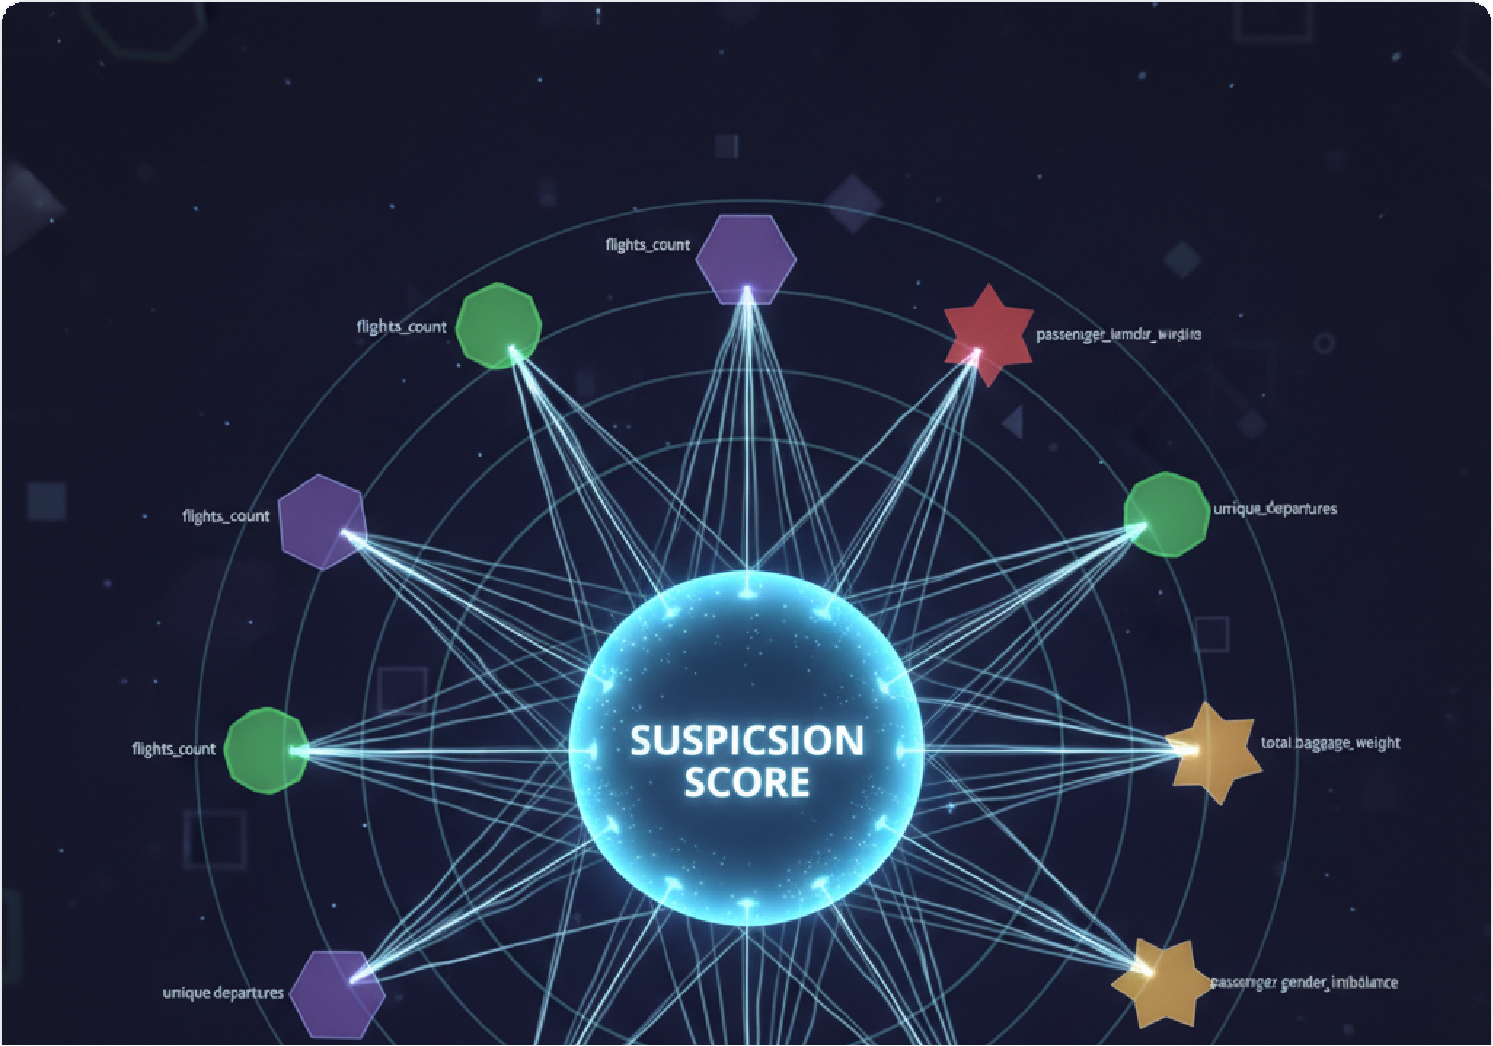 flights_count
flights_count
flights_count
unique_departures
SUSPICSION
SCORE
flights_count
total baggage_weight
unique departures